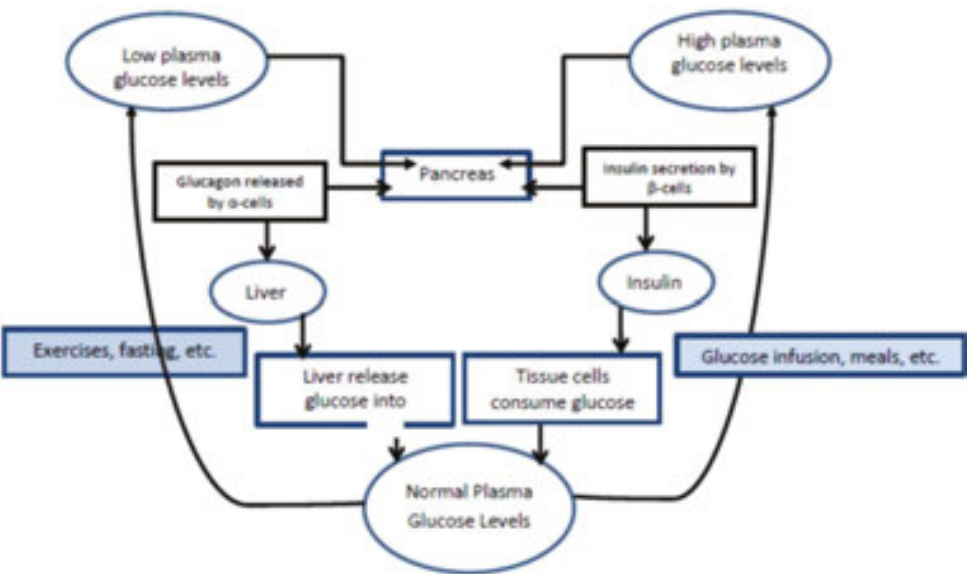 Low plasma
glucose levels
High plasma
glucose levels
Pancreas
Glucagon released
by α-cells
insulin secretion by
β-cells
Liver
Insulin
Exercises, fasting, etc.
Glucose infusion, meals, etc.
Liver release
glucose into
Tissue cells
consume glucose
Normal Plasma
Glucose Levels